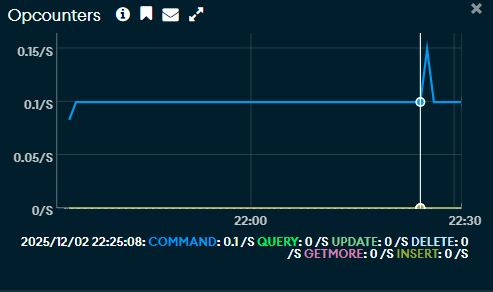 Opcounters
0.15/S
0.1/S
0.05/S
0/S
22:00 22:30
2025/12/02 22:25:08: COMMAND: 0.1 /S QUERY: 0 /S UPDATE: 0 /S DELETE: 0
/S GETMORE: 0 /S INSERT: 0 /S